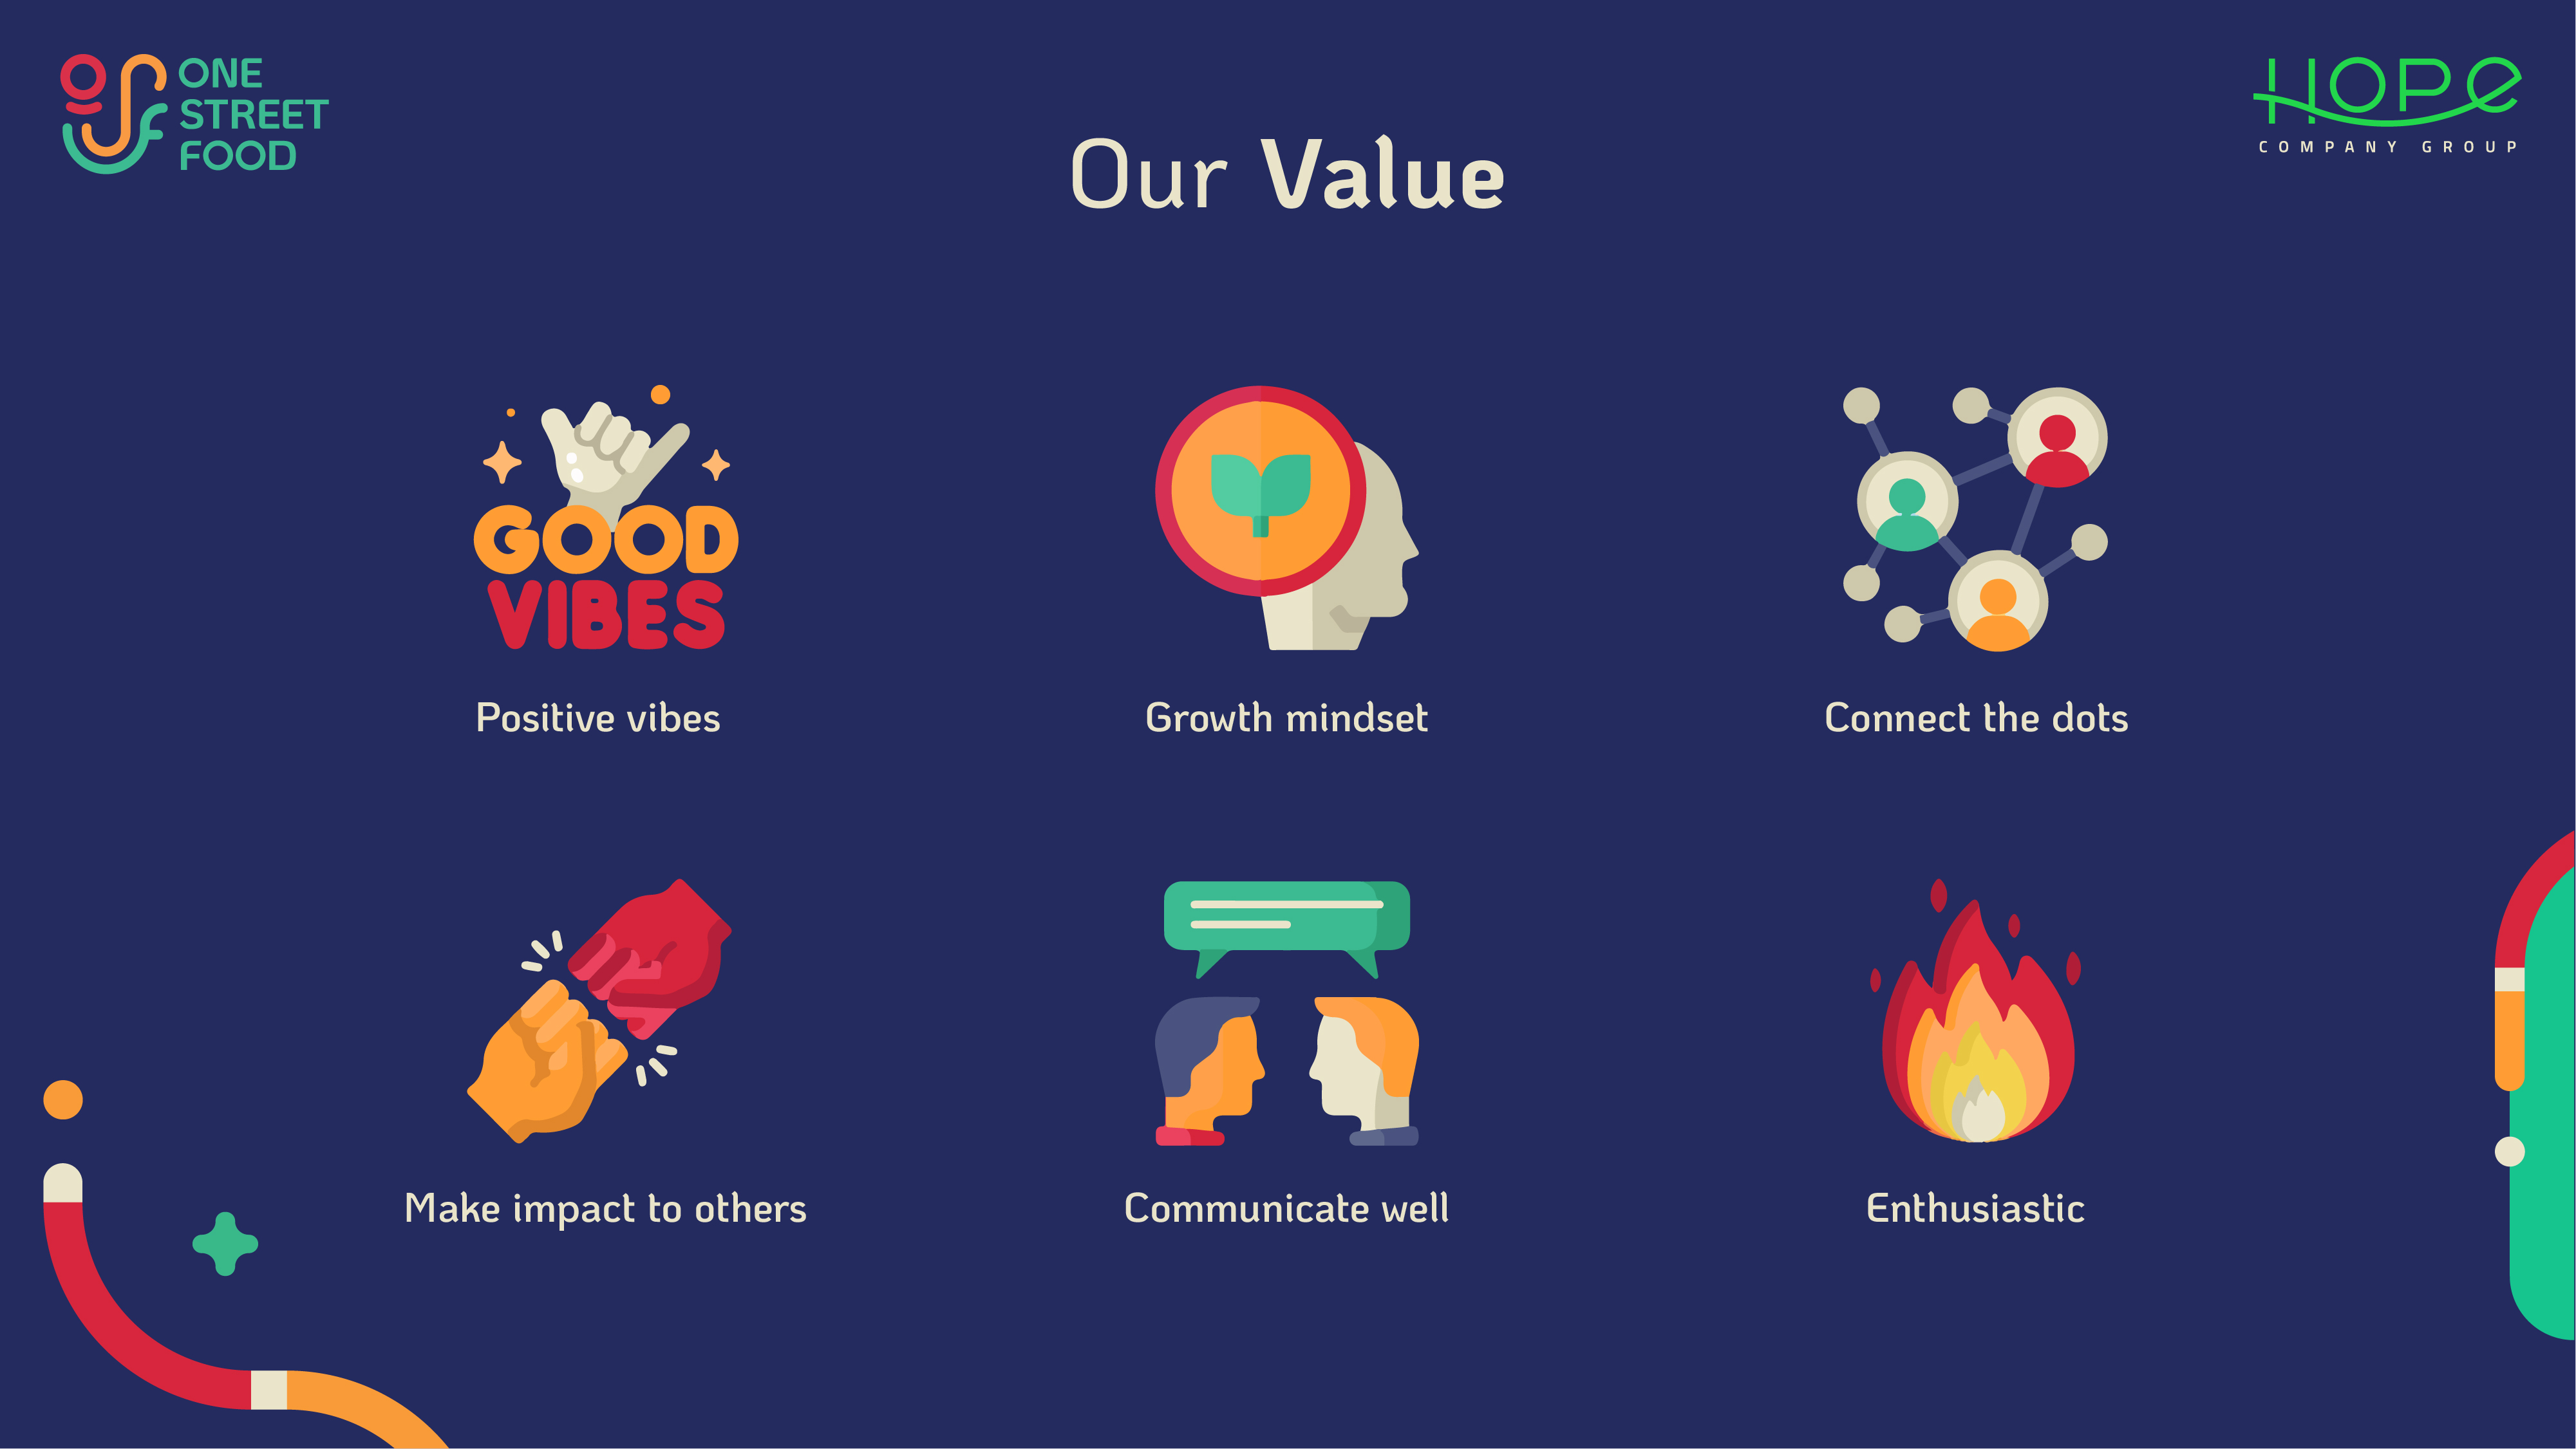 ONE
STREET
FOOD
HOPE
COMPANY GROUP
Our Value
GOOD
VIBES
Positive vibes
Growth mindset
Connect the dots
Make impact to others
Communicate well
Enthusiastic